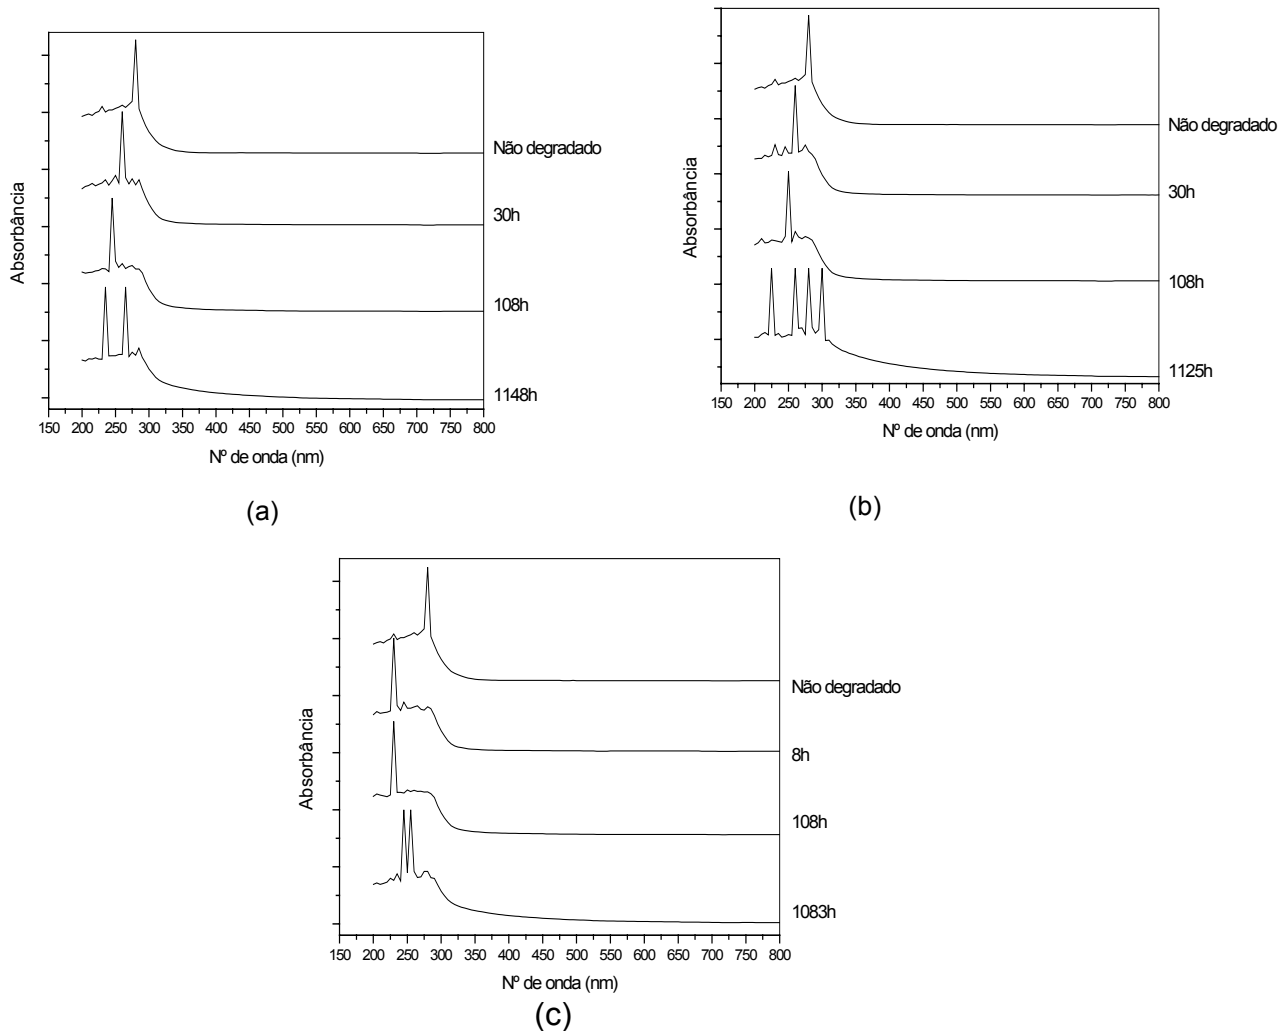 Absorbância
Não degradado
30h
108h
1148h
150 200 250 300 350 400 450 500 550 600 650 700 750 800
Nº de onda (nm)
(a)
Absorbância
Não degradado
30h
108h
1125h
150 200 250 300 350 400 450 500 550 600 650 700 750 800
Nº de onda (nm)
(b)
Absorbância
Não degradado
8h
108h
1083h
150 200 250 300 350 400 450 500 550 600 650 700 750 800
Nº de onda (nm)
(c)